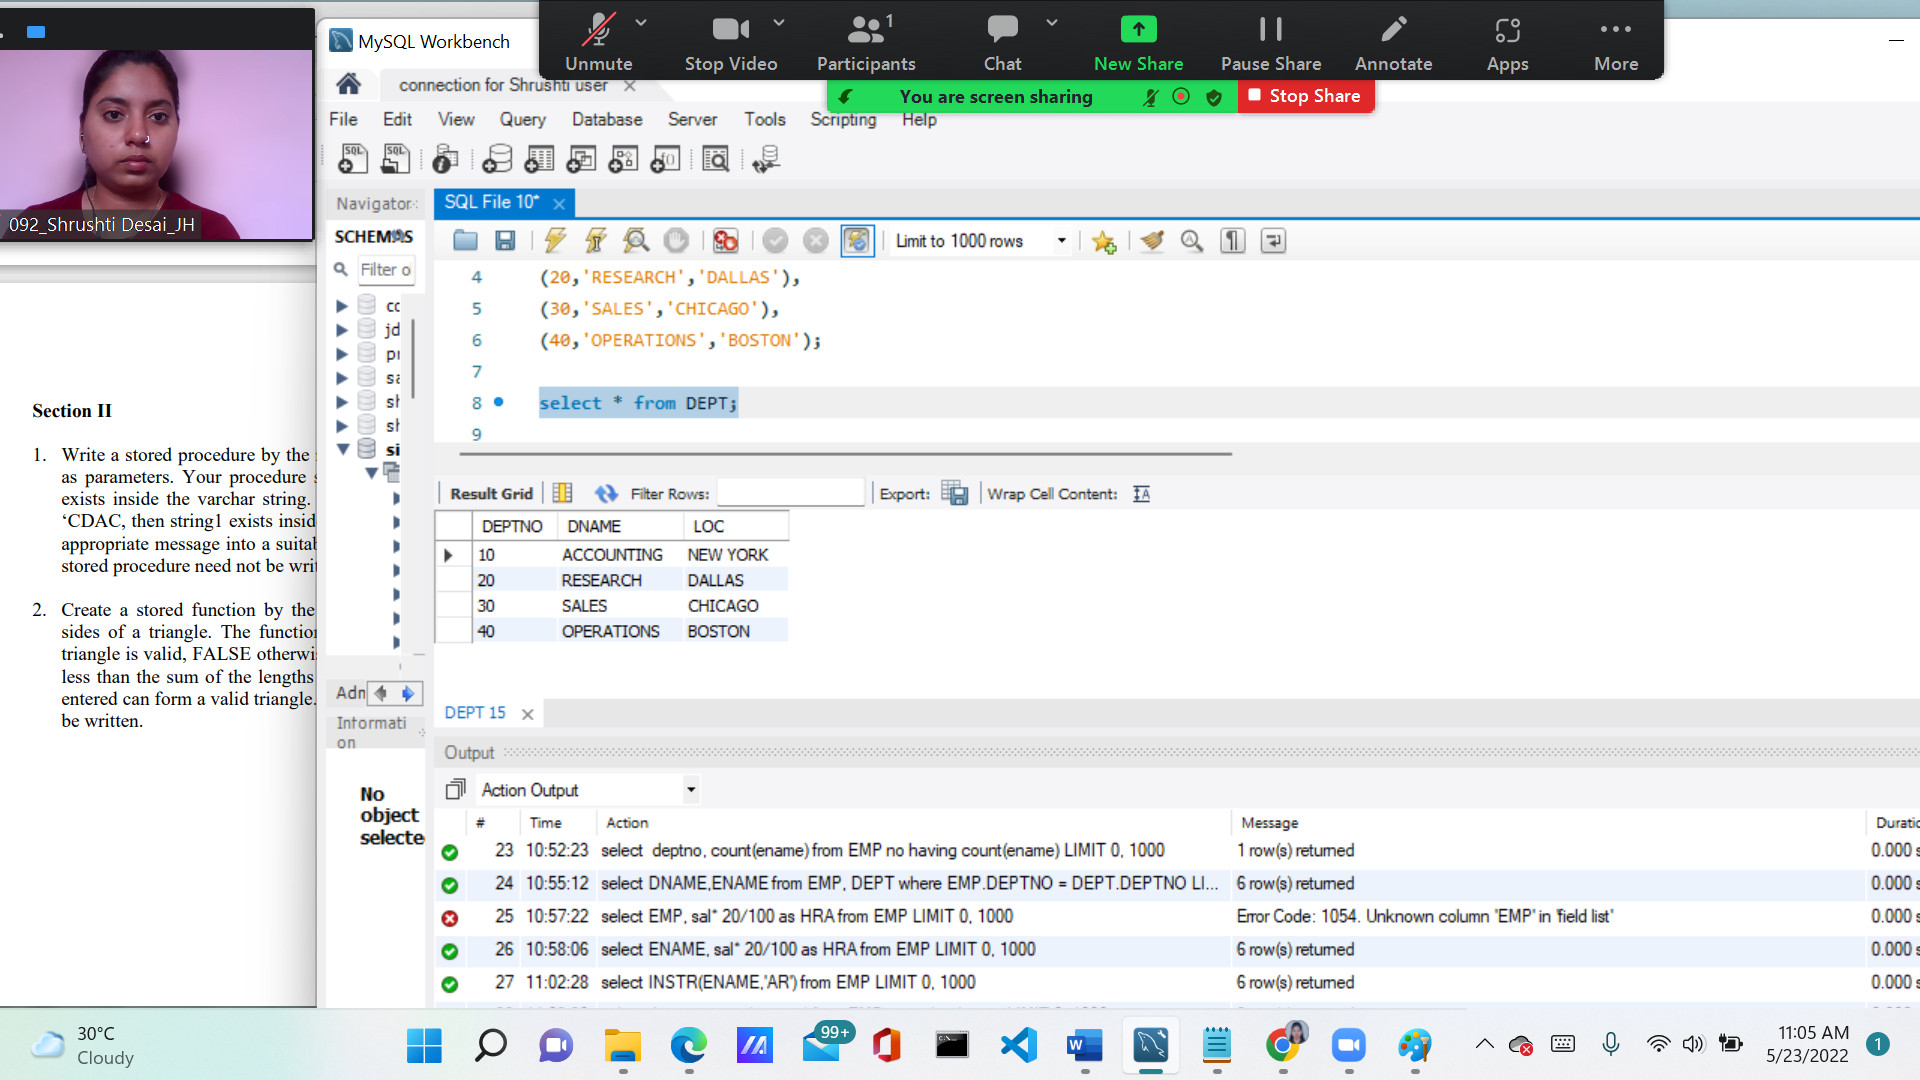 Unmute
Stop Video
Participants
1
Chat
New Share
Pause Share
Annotate
Apps
More
You are screen sharing
Stop Share
092_Shrushti Desai_JH
MySQL Workbench
connection for Shrushti user
File Edit View Query Database Server Tools Scripting Help
Navigator
SCHEMAS
Filter o
cc
jd
pr
sa
sh
sh
si
Adn
Informati
on
No
object
selecte
SQL File 10*
Limit to 1000 rows
4 (20,'RESEARCH','DALLAS'),
5 (30,'SALES','CHICAGO'),
6 (40,'OPERATIONS','BOSTON');
7
8 select * from DEPT;
9
Result Grid Filter Rows: Export: Wrap Cell Content:
DEPTNO DNAME LOC
10 ACCOUNTING NEW YORK
20 RESEARCH DALLAS
30 SALES CHICAGO
40 OPERATIONS BOSTON
DEPT 15
Output
Action Output
# Time Action Message Duratio
23 10:52:23 select deptno, count(ename) from EMP no having count(ename) LIMIT 0, 1000 1 row(s) returned 0.000 s
24 10:55:12 select DNAME,ENAME from EMP, DEPT where EMP.DEPTNO = DEPT.DEPTNO LI... 6 row(s) returned 0.000 s
25 10:57:22 select EMP, sal* 20/100 as HRA from EMP LIMIT 0, 1000 Error Code: 1054. Unknown column 'EMP' in 'field list' 0.000 s
26 10:58:06 select ENAME, sal* 20/100 as HRA from EMP LIMIT 0, 1000 6 row(s) returned 0.000 s
27 11:02:28 select INSTR(ENAME,'AR') from EMP LIMIT 0, 1000 6 row(s) returned 0.000 s
Section II
1. Write a stored procedure by the
as parameters. Your procedure s
exists inside the varchar string.
‘CDAC, then string1 exists insid
appropriate message into a suital
stored procedure need not be writ
2. Create a stored function by the
sides of a triangle. The function
triangle is valid, FALSE otherwi
less than the sum of the lengths
entered can form a valid triangle.
be written.
30°C
Cloudy
99+
11:05 AM
5/23/2022
1